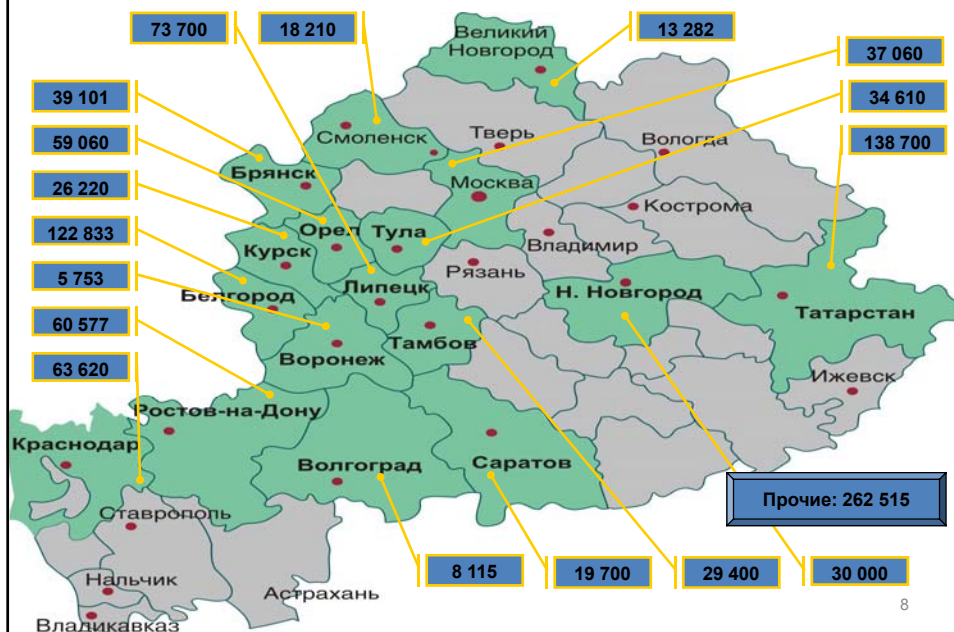 73 700
18 210
Великий
Новгород
13 282
37 060
39 101
34 610
Смоленск
Тверь
Вологда
59 060
138 700
Брянск
Москва
26 220
Кострома
Орел
Тула
122 833
Курск
Владимир
Рязань
5 753
Липецк
Н. Новгород
Белгород
Татарстан
60 577
Тамбов
Воронеж
63 620
Ижевск
Ростов-на-Дону
Краснодар
Волгоград
Саратов
Прочие: 262 515
Ставрополь
8 115
19 700
29 400
30 000
Нальчик
Астрахань
8
Владикавказ